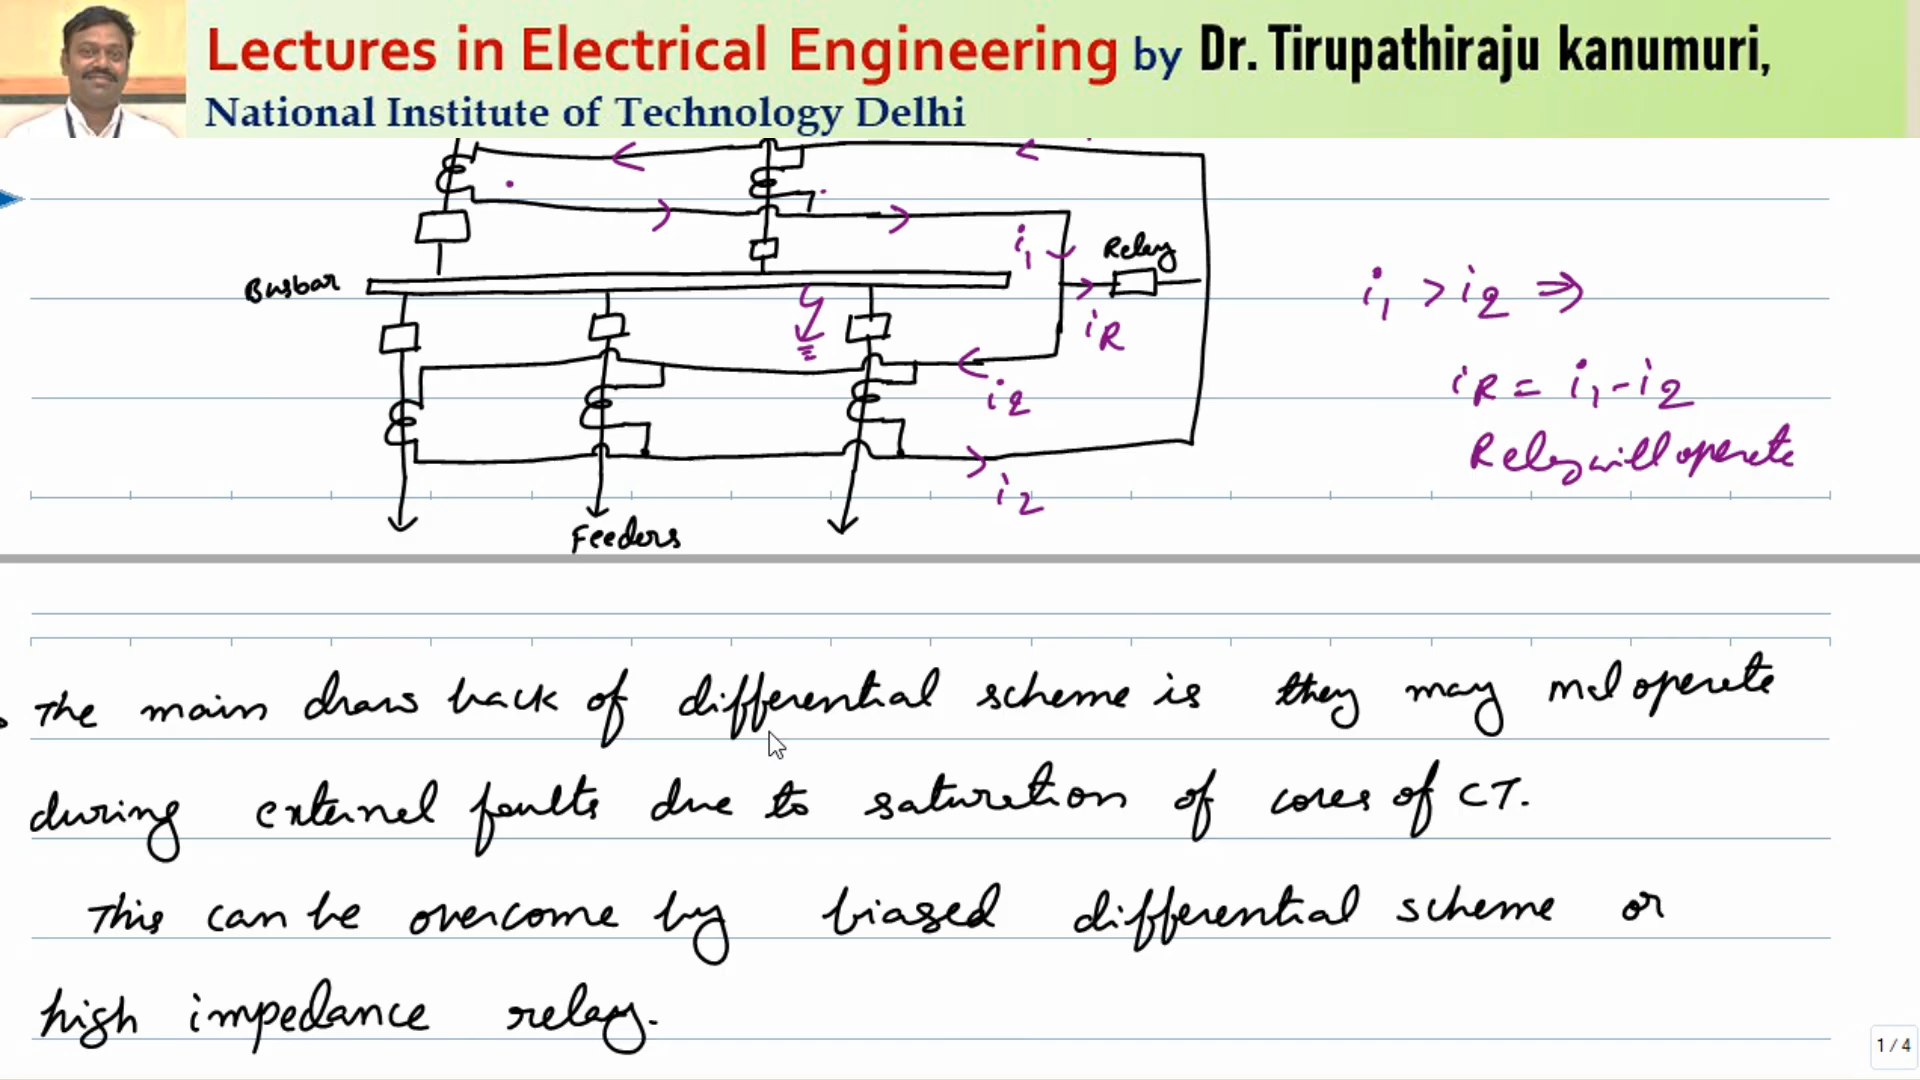 Lectures in Electrical Engineering by Dr. Tirupathiraju kanumuri,
National Institute of Technology Delhi
i1
Relay
Busbar
i1 > i2 ⇒
iR
iR = i1 - i2
i2
Relay will operate
i2
Feeders
The main draw back of differential scheme is they may mal operate
during external faults due to saturation of cores of CT.
This can be overcome by biased differential scheme or
high impedance relay.
1 / 4